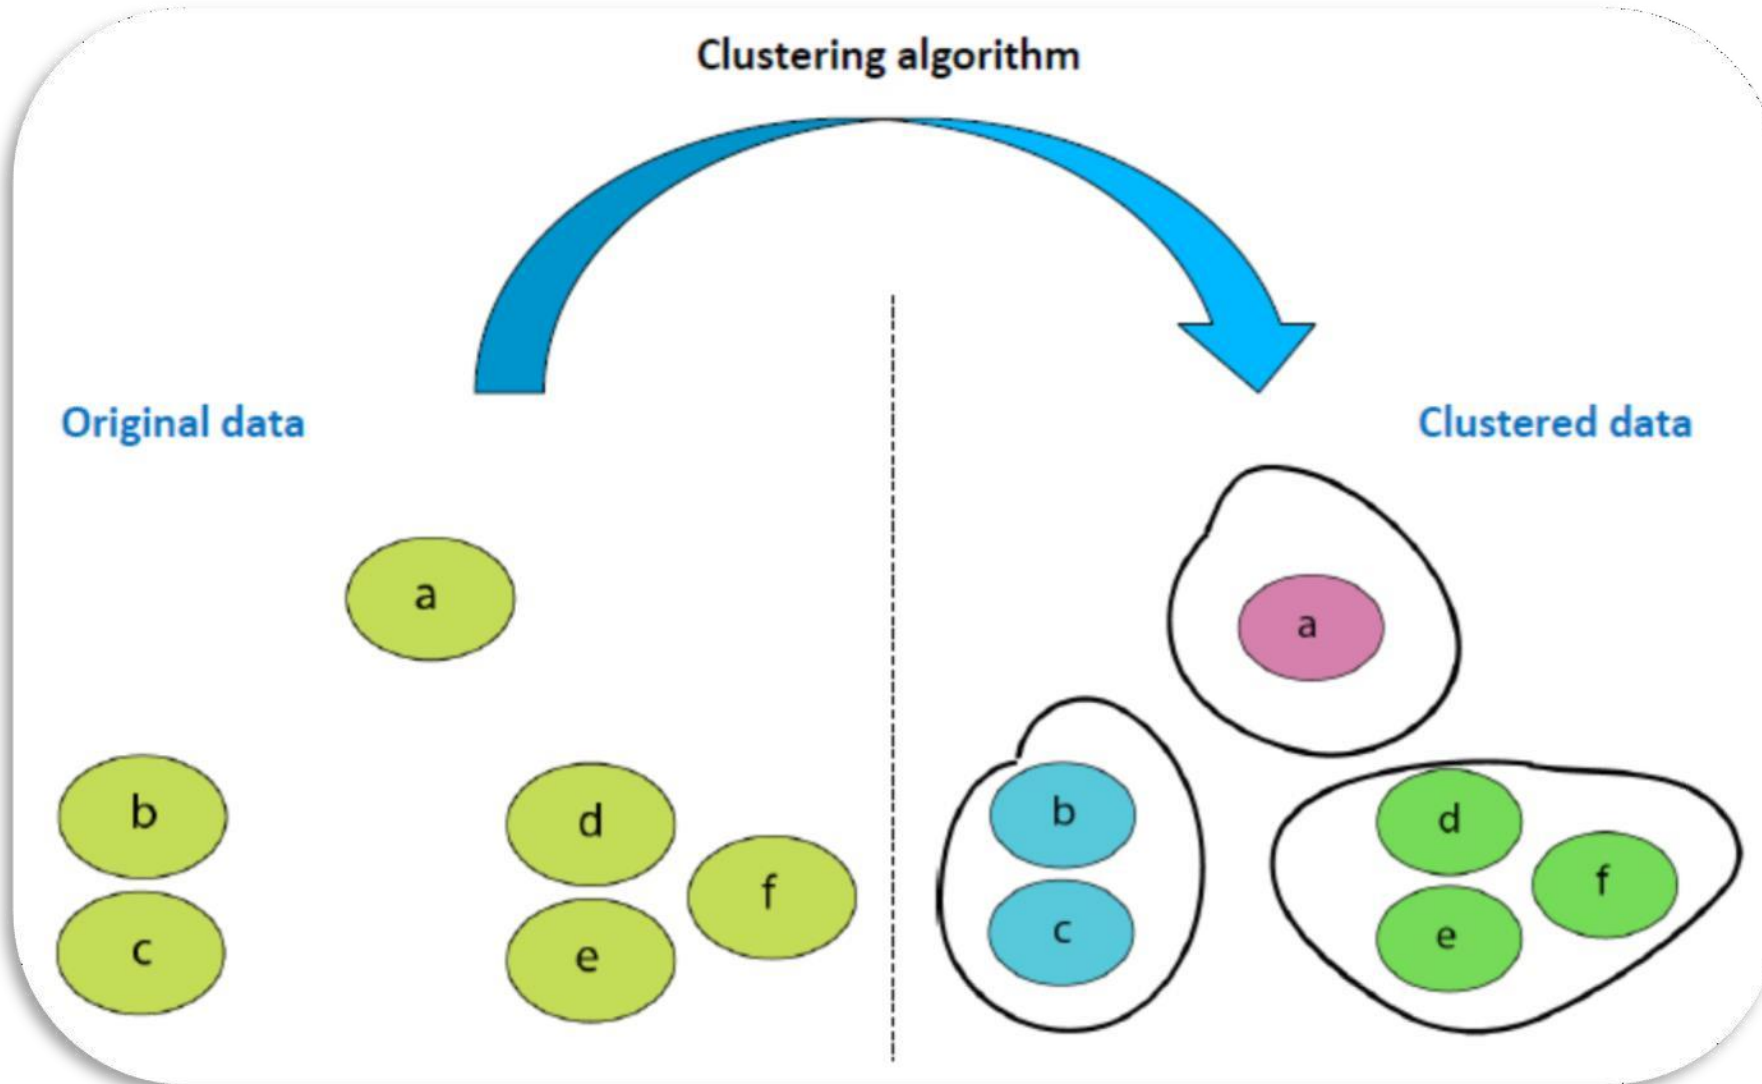 Clustering algorithm
Original data
Clustered data
a
b
c
d
e
f
a
b
c
d
e
f